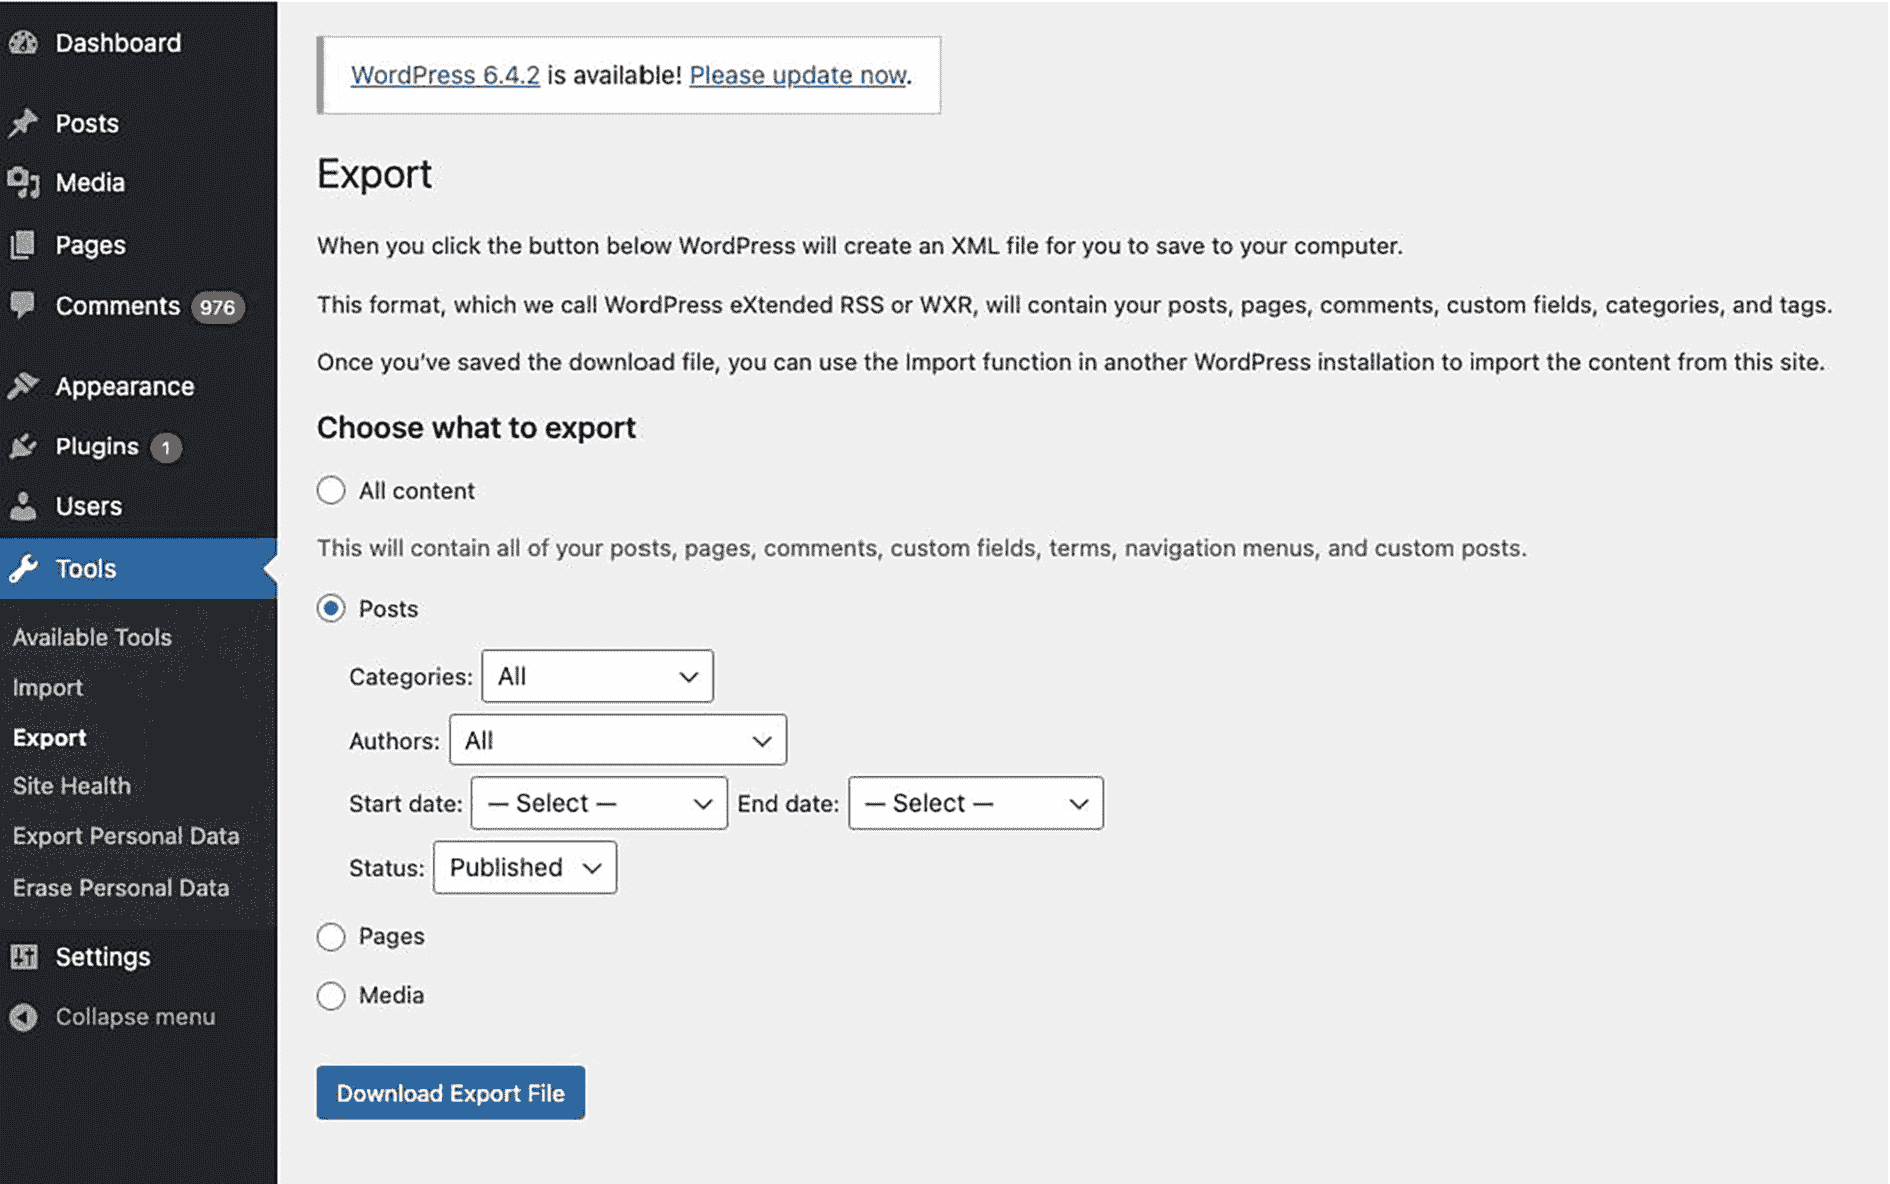 Dashboard
Posts
Media
Pages
Comments 976
Appearance
Plugins 1
Users
Tools
Available Tools
Import
Export
Site Health
Export Personal Data
Erase Personal Data
Settings
Collapse menu
WordPress 6.4.2 is available! Please update now.
Export
When you click the button below WordPress will create an XML file for you to save to your computer.
This format, which we call WordPress eXtended RSS or WXR, will contain your posts, pages, comments, custom fields, categories, and tags.
Once you’ve saved the download file, you can use the Import function in another WordPress installation to import the content from this site.
Choose what to export
All content
This will contain all of your posts, pages, comments, custom fields, terms, navigation menus, and custom posts.
Posts
Categories: All
Authors: All
Start date: — Select — End date: — Select —
Status: Published
Pages
Media
Download Export File